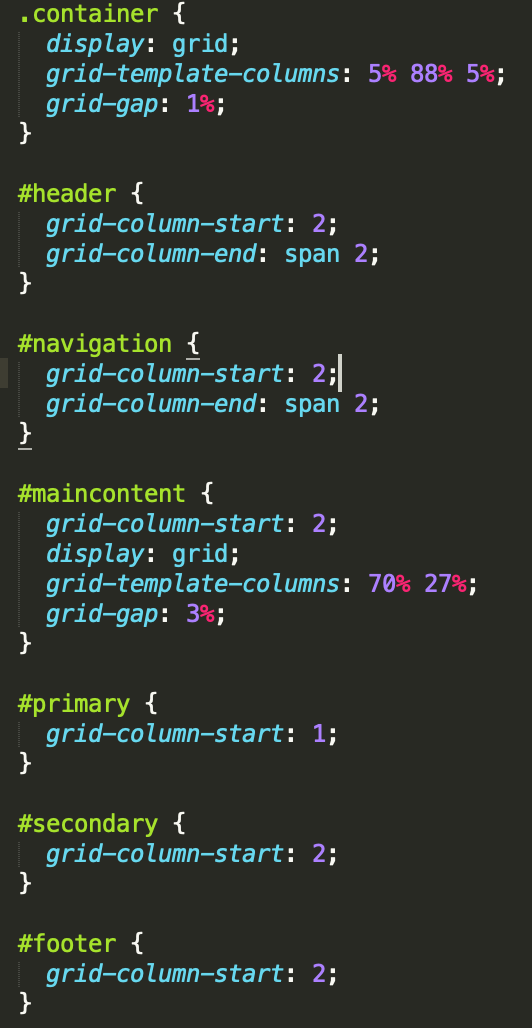 .container {
  display: grid;
  grid-template-columns: 5% 88% 5%;
  grid-gap: 1%;
}

#header {
  grid-column-start: 2;
  grid-column-end: span 2;
}

#navigation {
  grid-column-start: 2;
  grid-column-end: span 2;
}

#maincontent {
  grid-column-start: 2;
  display: grid;
  grid-template-columns: 70% 27%;
  grid-gap: 3%;
}

#primary {
  grid-column-start: 1;
}

#secondary {
  grid-column-start: 2;
}

#footer {
  grid-column-start: 2;
}